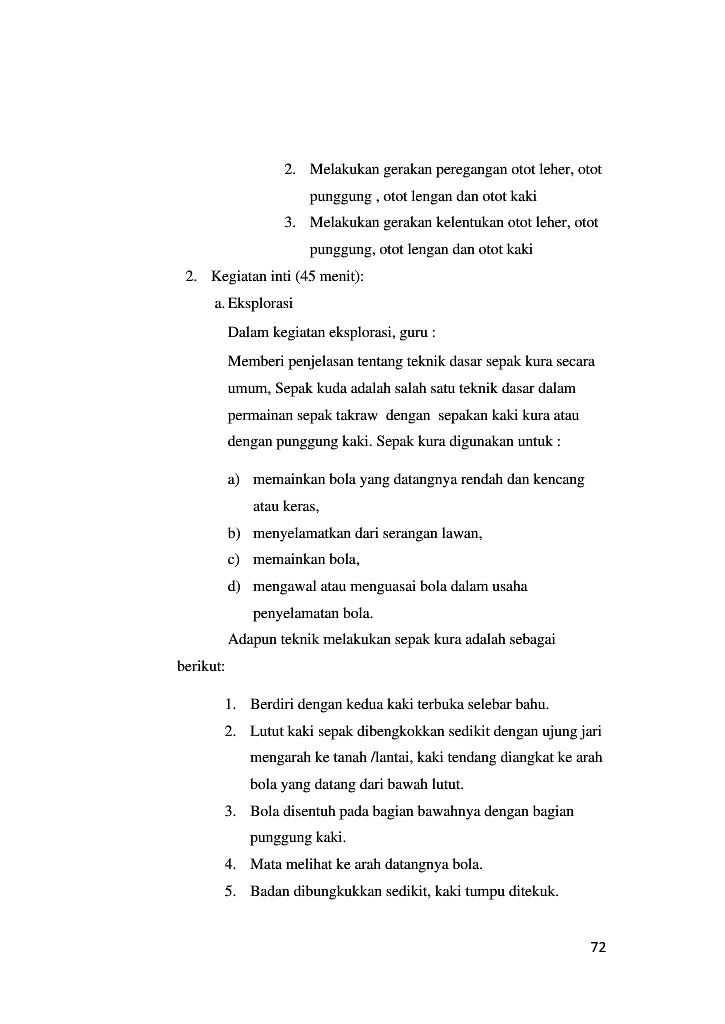 2. Melakukan gerakan peregangan otot leher, otot
punggung , otot lengan dan otot kaki
3. Melakukan gerakan kelentukan otot leher, otot
punggung, otot lengan dan otot kaki
2. Kegiatan inti (45 menit):
a. Eksplorasi
Dalam kegiatan eksplorasi, guru :
Memberi penjelasan tentang teknik dasar sepak kura secara
umum, Sepak kuda adalah salah satu teknik dasar dalam
permainan sepak takraw dengan sepakan kaki kura atau
dengan punggung kaki. Sepak kura digunakan untuk :
a) memainkan bola yang datangnya rendah dan kencang
atau keras,
b) menyelamatkan dari serangan lawan,
c) memainkan bola,
d) mengawal atau menguasai bola dalam usaha
penyelamatan bola.
Adapun teknik melakukan sepak kura adalah sebagai
berikut:
1. Berdiri dengan kedua kaki terbuka selebar bahu.
2. Lutut kaki sepak dibengkokkan sedikit dengan ujung jari
mengarah ke tanah /lantai, kaki tendang diangkat ke arah
bola yang datang dari bawah lutut.
3. Bola disentuh pada bagian bawahnya dengan bagian
punggung kaki.
4. Mata melihat ke arah datangnya bola.
5. Badan dibungkukkan sedikit, kaki tumpu ditekuk.
72